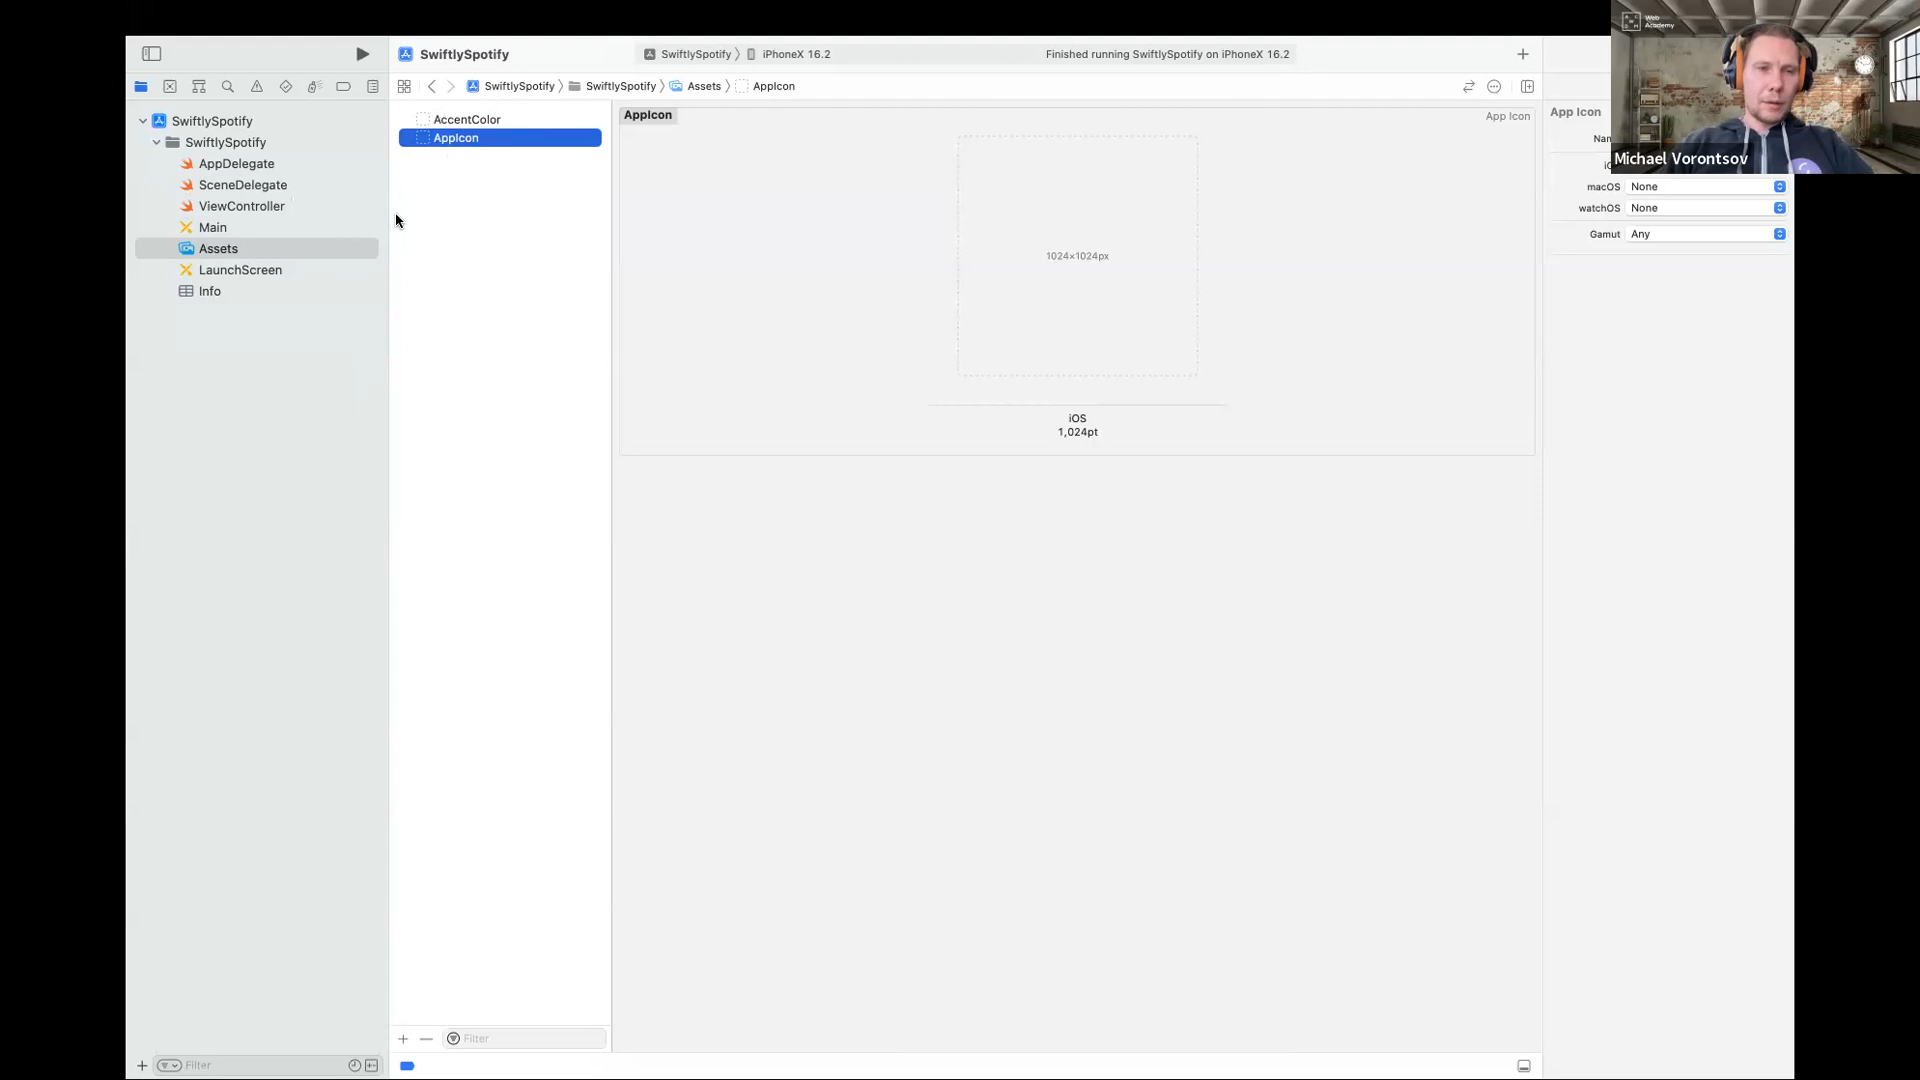 SwiftlySpotify
SwiftlySpotify
iPhoneX 16.2
Finished running SwiftlySpotify on iPhoneX 16.2
SwiftlySpotify
SwiftlySpotify
Assets
AppIcon
SwiftlySpotify
SwiftlySpotify
AppDelegate
SceneDelegate
ViewController
Main
Assets
LaunchScreen
Info
Filter
AccentColor
AppIcon
Filter
AppIcon
App Icon
1024×1024px
iOS
1,024pt
App Icon
macOS
None
watchOS
None
Gamut
Any
Web
Academy
Michael Vorontsov